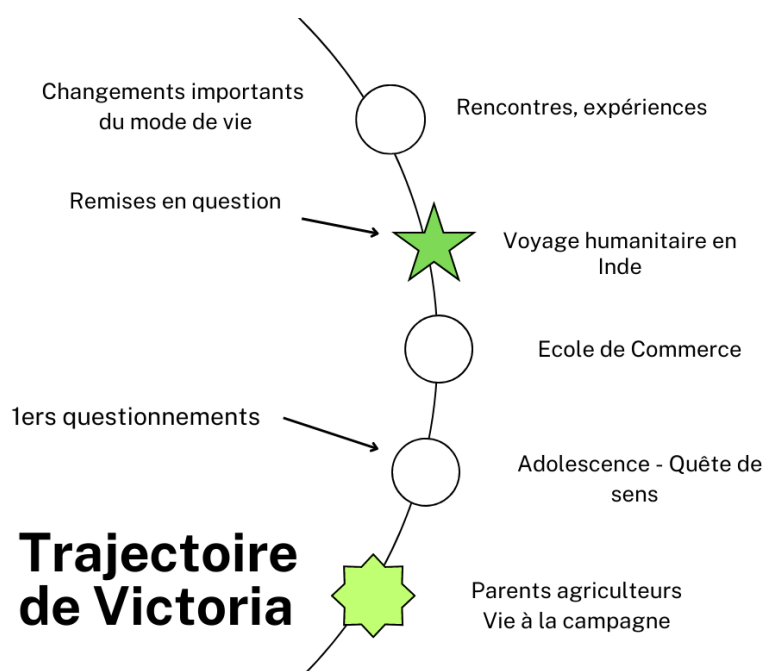 Changements importants
du mode de vie
Rencontres, expériences
Remises en question
Voyage humanitaire en
Inde
Ecole de Commerce
1ers questionnements
Adolescence - Quête de
sens
Trajectoire
de Victoria
Parents agriculteurs
Vie à la campagne